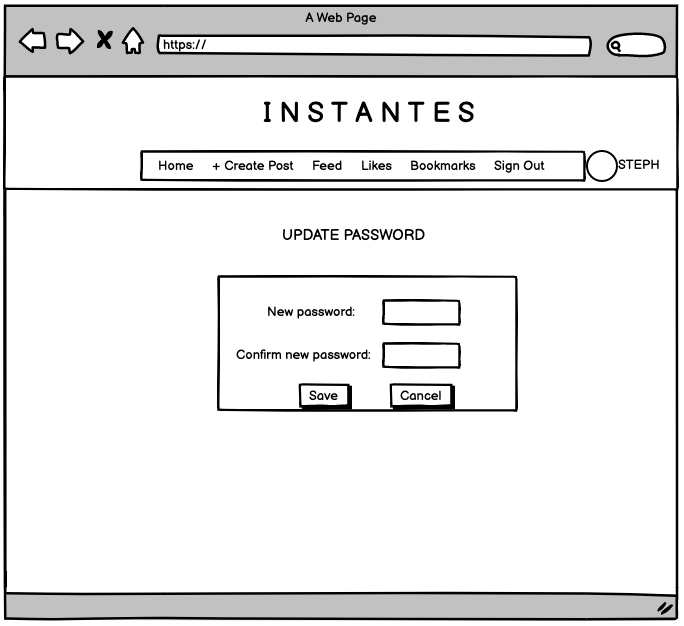 A Web Page
https://
INSTANTES
Home + Create Post Feed Likes Bookmarks Sign Out STEPH
UPDATE PASSWORD
New password:
Confirm new password:
Save Cancel